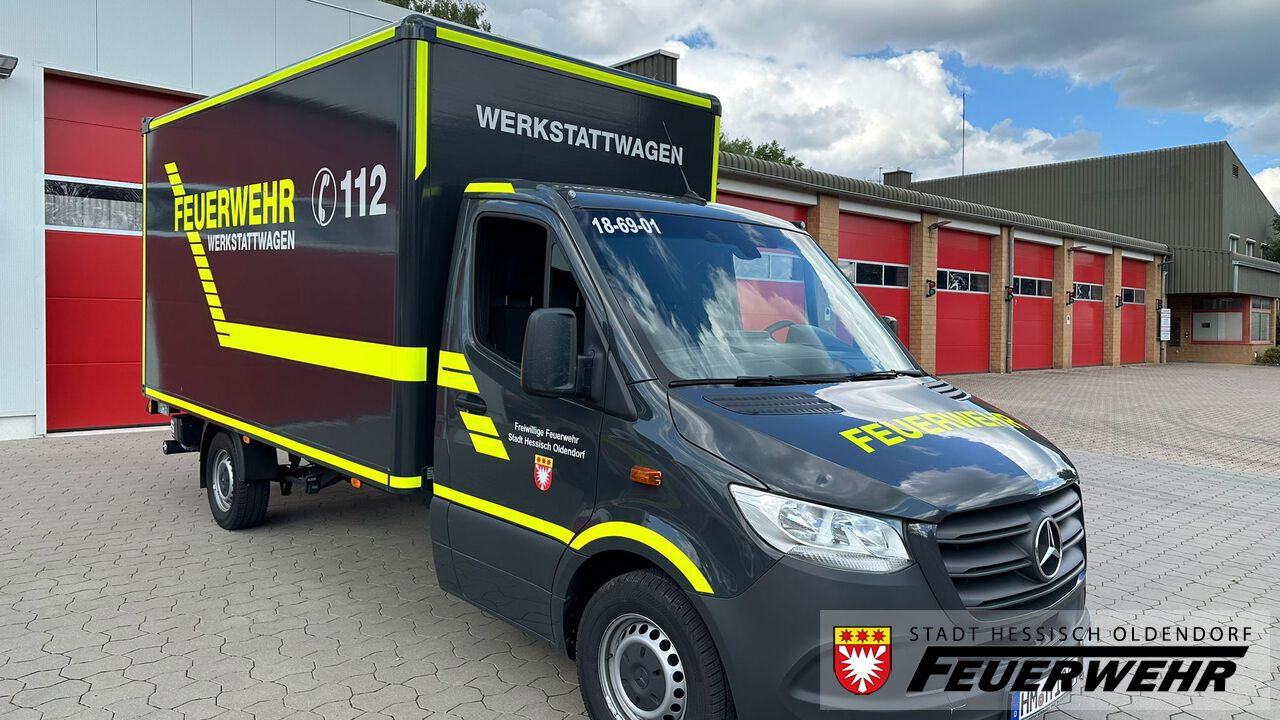 WERKSTATTWAGEN
FEUERWEHR 112
WERKSTATTWAGEN
18-69-01
FEUERWEHR
Freiwillige Feuerwehr
Stadt Hessisch Oldendorf
STADT HESSISCH OLDENDORF
FEUERWEHR